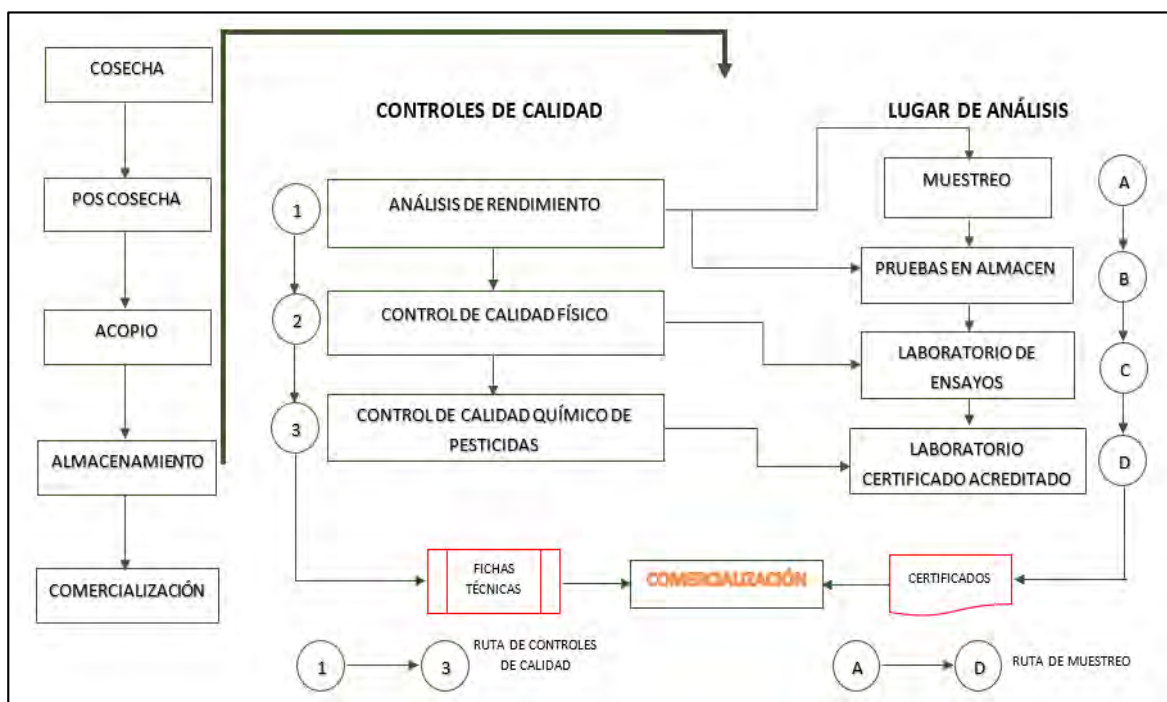 COSECHA
POS COSECHA
ACOPIO
ALMACENAMIENTO
COMERCIALIZACIÓN
CONTROLES DE CALIDAD
1
ANÁLISIS DE RENDIMIENTO
2
CONTROL DE CALIDAD FÍSICO
3
CONTROL DE CALIDAD QUÍMICO DE
PESTICIDAS
LUGAR DE ANÁLISIS
MUESTREO
A
PRUEBAS EN ALMACEN
B
LABORATORIO DE
ENSAYOS
C
LABORATORIO
CERTIFICADO ACREDITADO
D
FICHAS
TÉCNICAS
COMERCIALIZACIÓN
CERTIFICADOS
1
3
RUTA DE CONTROLES
DE CALIDAD
A
D
RUTA DE MUESTREO